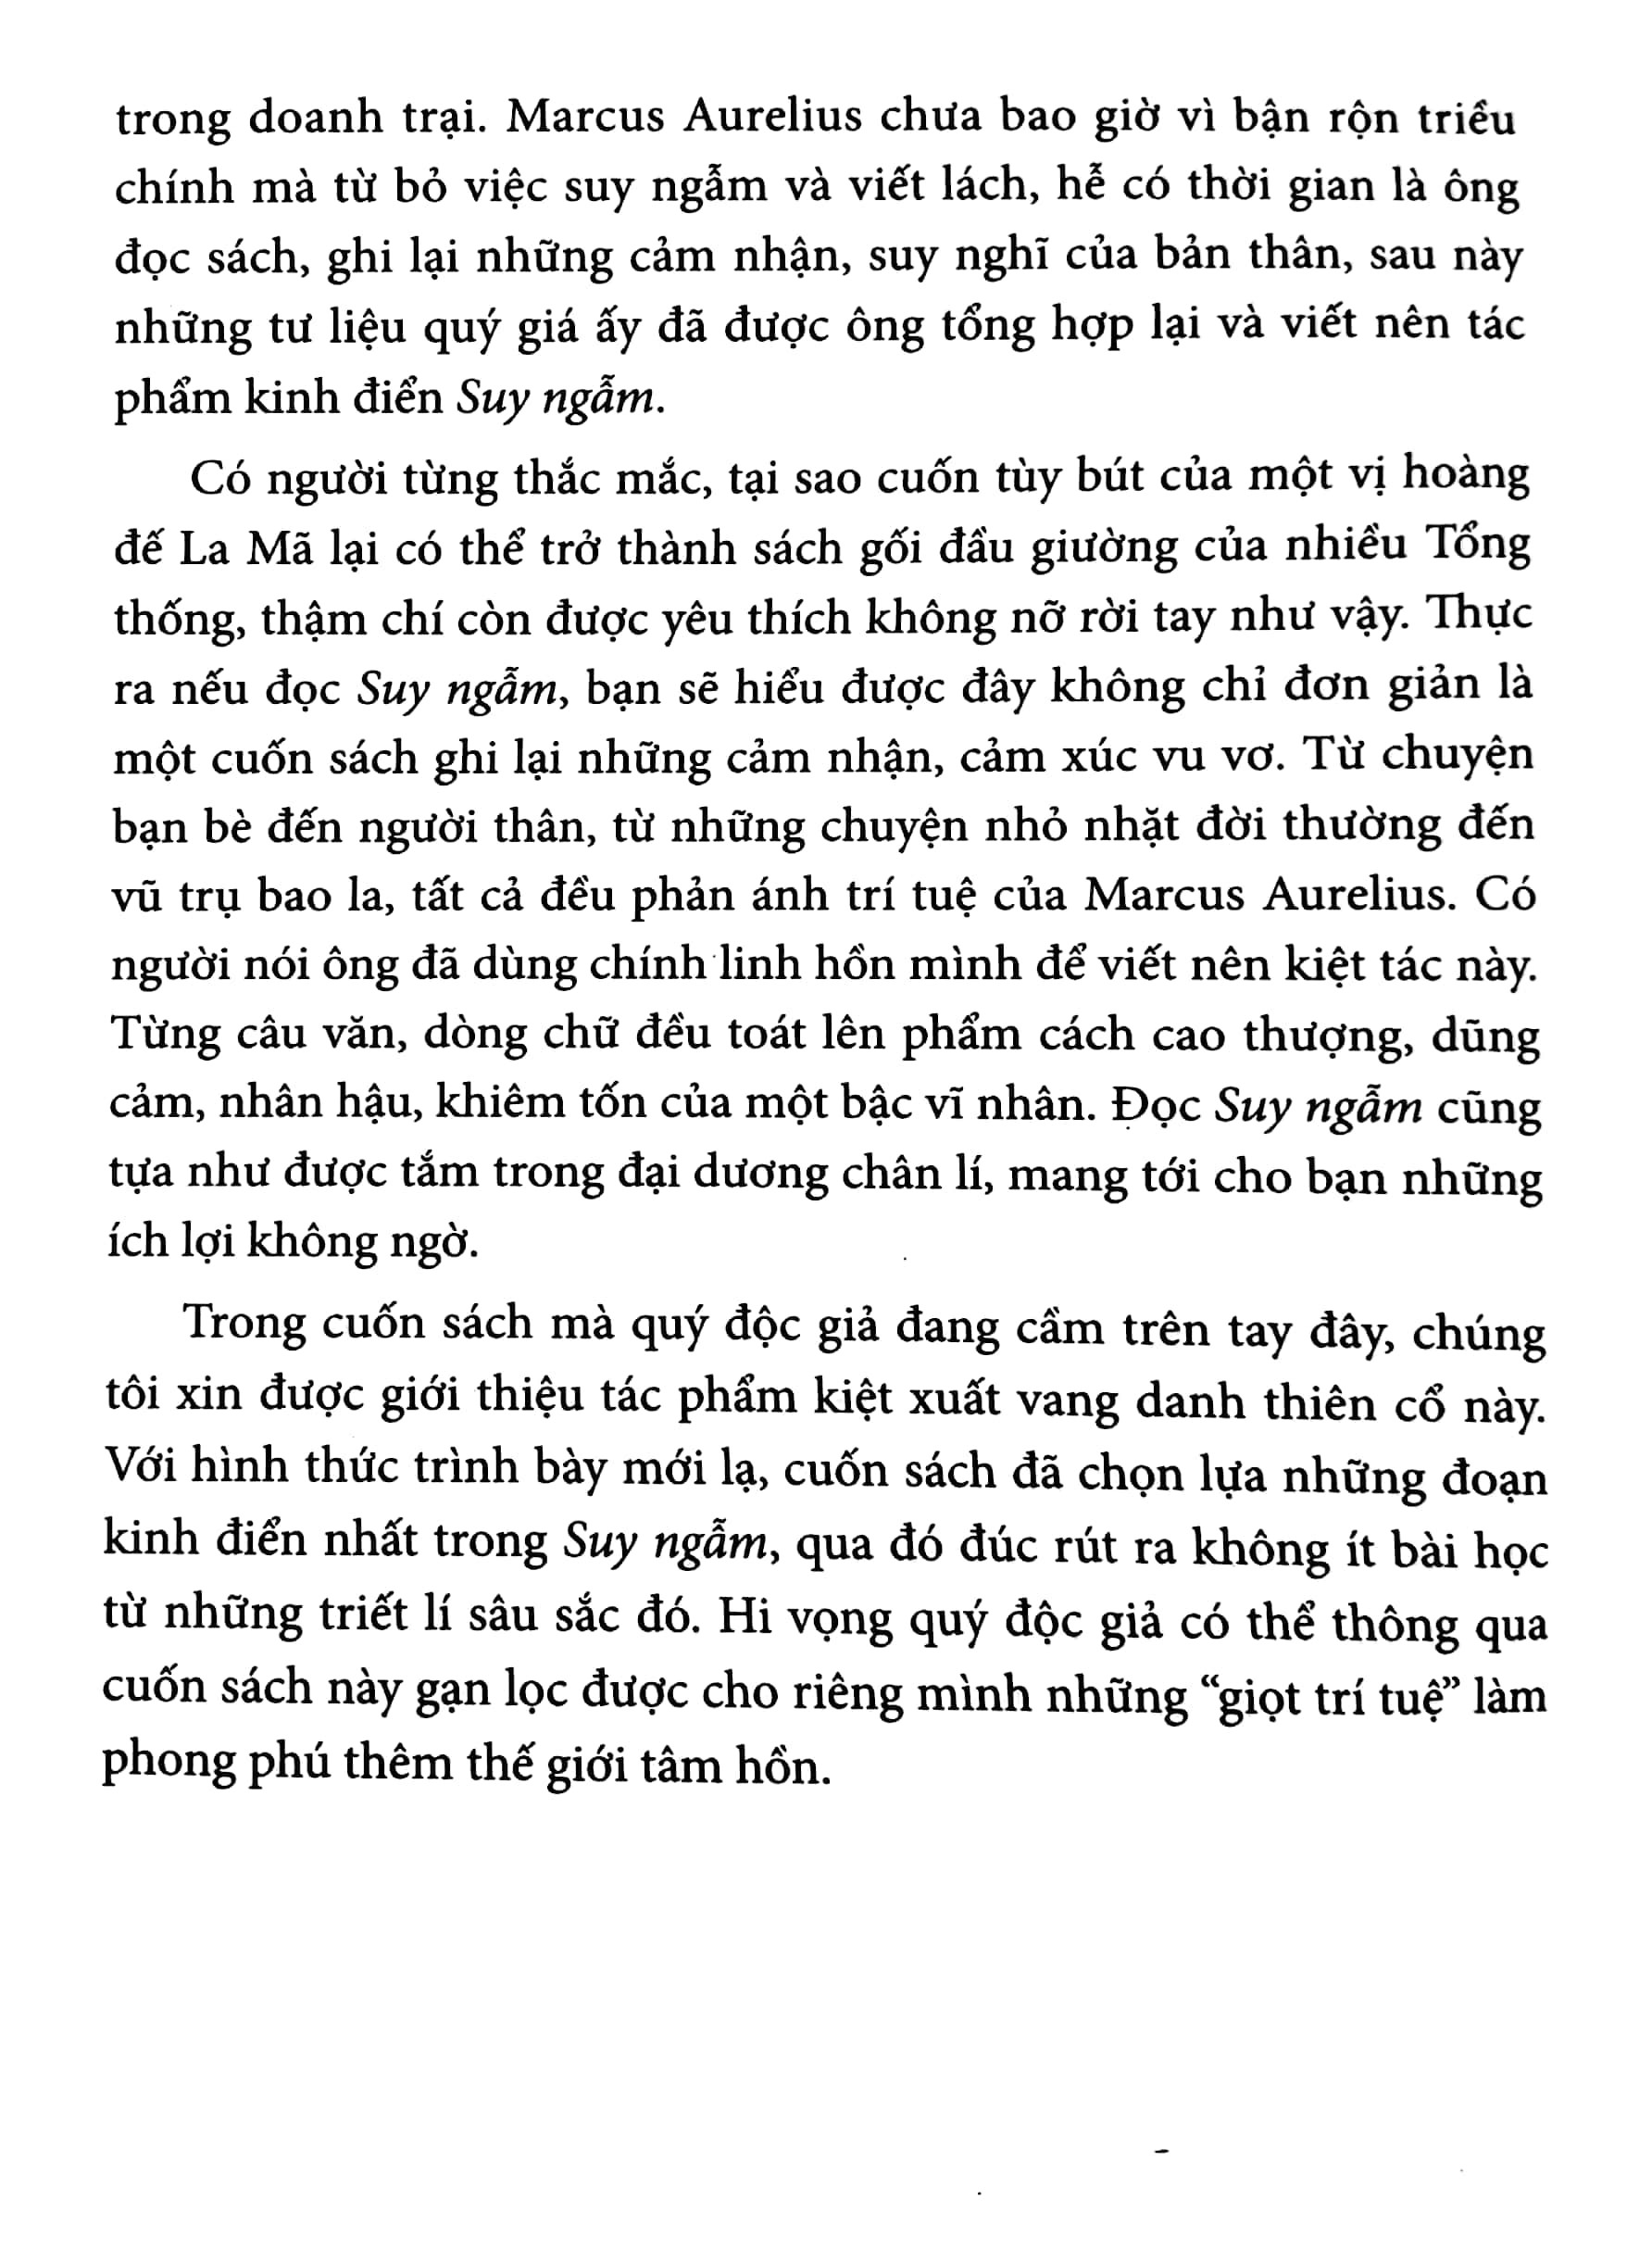 trong doanh trại. Marcus Aurelius chưa bao giờ vì bận rộn triều
chính mà từ bỏ việc suy ngẫm và viết lách, hễ có thời gian là ông
đọc sách, ghi lại những cảm nhận, suy nghĩ của bản thân, sau này
những tư liệu quý giá ấy đã được ông tổng hợp lại và viết nên tác
phẩm kinh điển Suy ngẫm.
Có người từng thắc mắc, tại sao cuốn tùy bút của một vị hoàng
đế La Mã lại có thể trở thành sách gối đầu giường của nhiều Tổng
thống, thậm chí còn được yêu thích không nỡ rời tay như vậy. Thực
ra nếu đọc Suy ngẫm, bạn sẽ hiểu được đây không chỉ đơn giản là
một cuốn sách ghi lại những cảm nhận, cảm xúc vu vơ. Từ chuyện
bạn bè đến người thân, từ những chuyện nhỏ nhặt đời thường đến
vũ trụ bao la, tất cả đều phản ánh trí tuệ của Marcus Aurelius. Có
người nói ông đã dùng chính linh hồn mình để viết nên kiệt tác này.
Từng câu văn, dòng chữ đều toát lên phẩm cách cao thượng, dũng
cảm, nhân hậu, khiêm tốn của một bậc vĩ nhân. Đọc Suy ngẫm cũng
tựa như được tắm trong đại dương chân lí, mang tới cho bạn những
ích lợi không ngờ.
Trong cuốn sách mà quý độc giả đang cầm trên tay đây, chúng
tôi xin được giới thiệu tác phẩm kiệt xuất vang danh thiên cổ này.
Với hình thức trình bày mới lạ, cuốn sách đã chọn lựa những đoạn
kinh điển nhất trong Suy ngẫm, qua đó đúc rút ra không ít bài học
từ những triết lí sâu sắc đó. Hi vọng quý độc giả có thể thông qua
cuốn sách này gạn lọc được cho riêng mình những “giọt trí tuệ” làm
phong phú thêm thế giới tâm hồn.